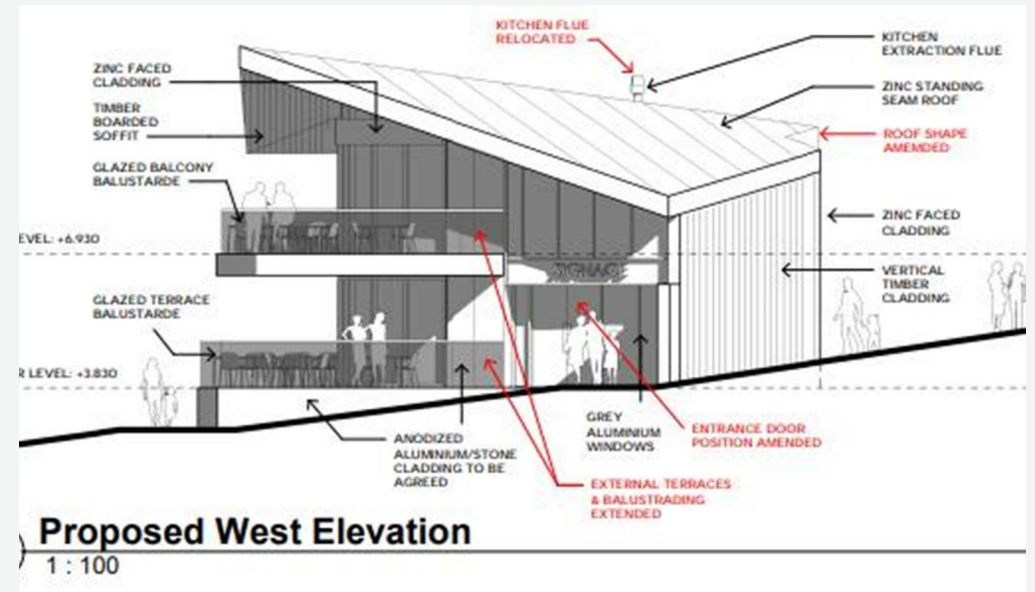 KITCHEN FLUE
RELOCATED
KITCHEN
EXTRACTION FLUE
ZINC FACED
CLADDING
ZINC STANDING
SEAM ROOF
TIMBER
BOARDED
SOFFIT
ROOF SHAPE
AMEMDED
GLAZED BALCONY
BALUSTARDE
ZINC FACED
CLADDING
EVEL: +6.930
SIGNAGE
VERTICAL
TIMBER
CLADDING
GLAZED TERRACE
BALUSTARDE
R LEVEL: +3.830
ANODIZED
ALUMINIUM/STONE
CLADDING TO BE
AGREED
GREY
ALUMINIUM
WINDOWS
ENTRANCE DOOR
POSITION AMENDED
EXTERNAL TERRACES
& BALUSTRADING
EXTENDED
Proposed West Elevation
1 : 100